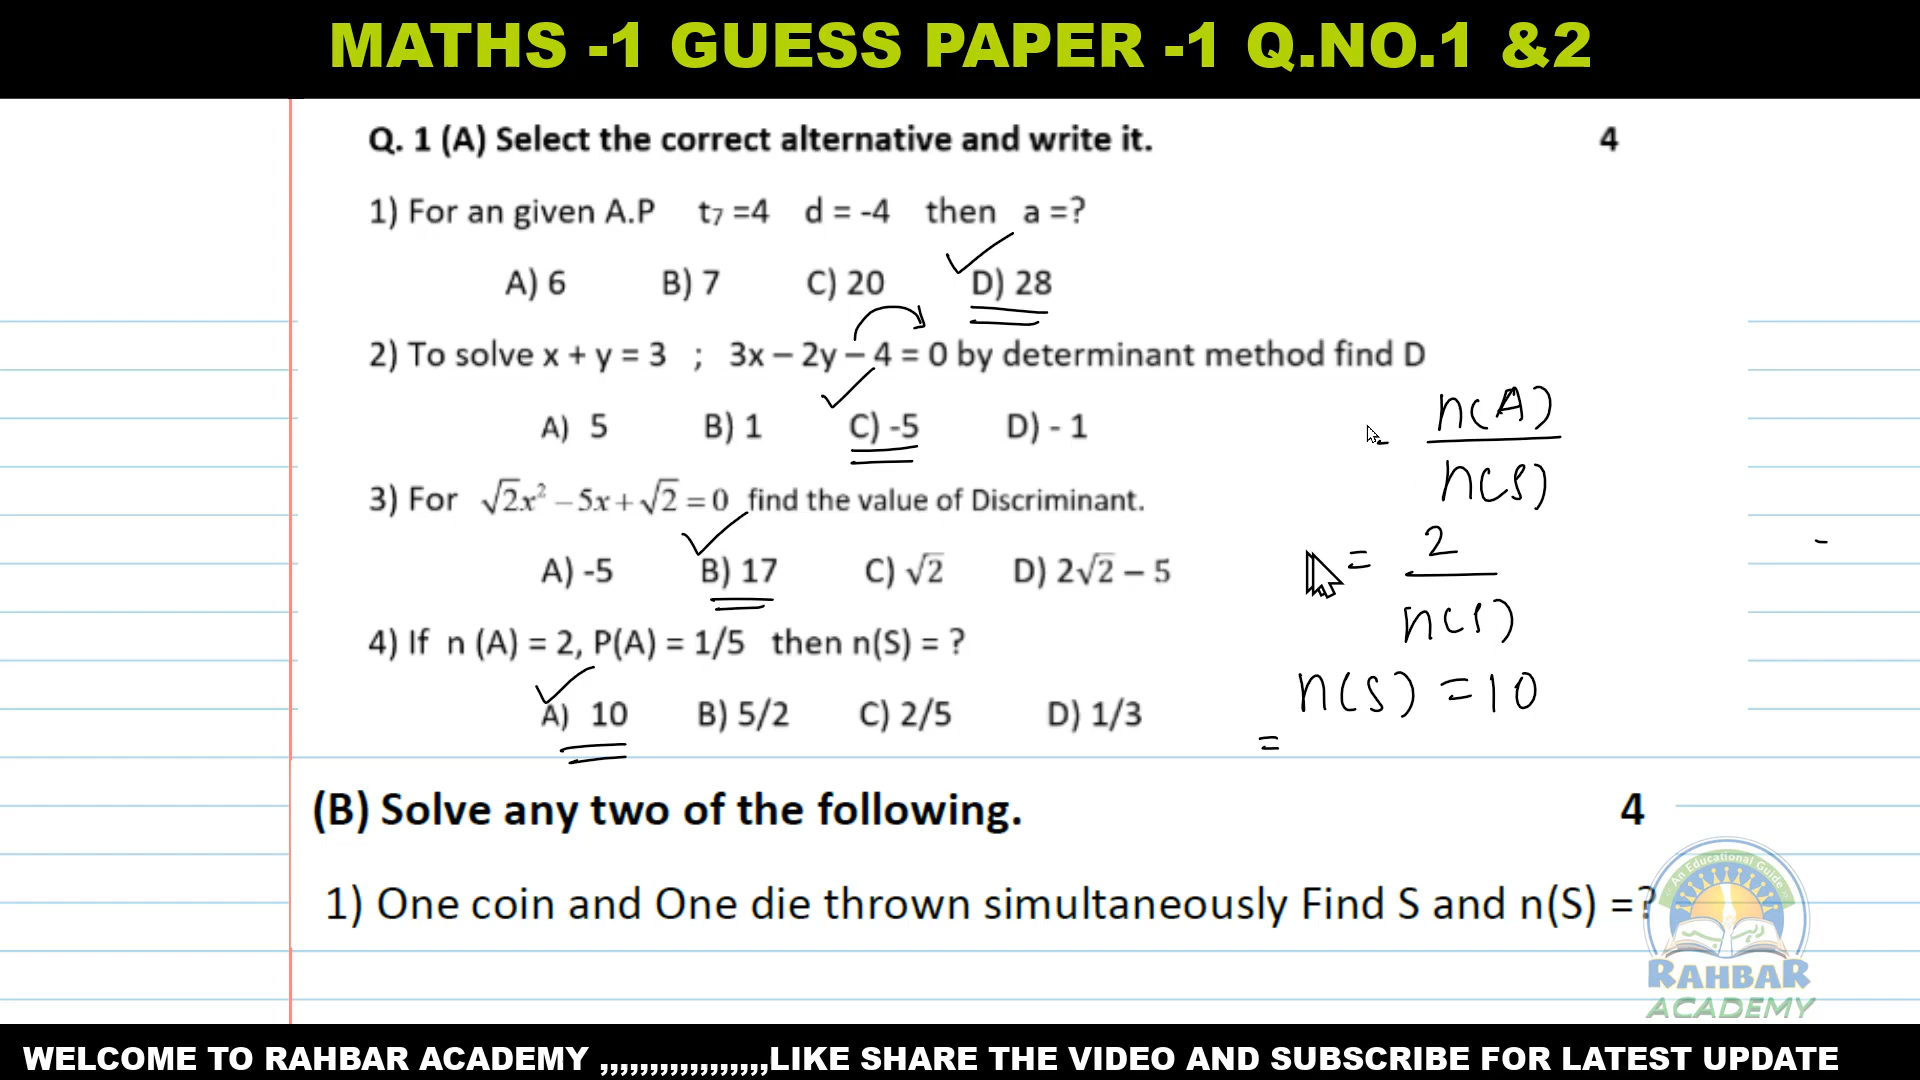 MATHS -1 GUESS PAPER -1 Q.NO.1 &2
Q. 1 (A) Select the correct alternative and write it. 4
1) For an given A.P t₇ =4 d = -4 then a =?
A) 6 B) 7 C) 20 D) 28
2) To solve x + y = 3 ; 3x – 2y – 4 = 0 by determinant method find D
A) 5 B) 1 C) -5 D) - 1
3) For √2x² – 5x + √2 = 0 find the value of Discriminant.
A) -5 B) 17 C) √2 D) 2√2 – 5
4) If n (A) = 2, P(A) = 1/5 then n(S) = ?
A) 10 B) 5/2 C) 2/5 D) 1/3
n(A)
n(S)
= 2
n(S)
n(S) = 10
=
(B) Solve any two of the following. 4
1) One coin and One die thrown simultaneously Find S and n(S) =?
An Educational Guide
RAHBAR
ACADEMY
WELCOME TO RAHBAR ACADEMY ,,,,,,,,,,,,,,,,,LIKE SHARE THE VIDEO AND SUBSCRIBE FOR LATEST UPDATE